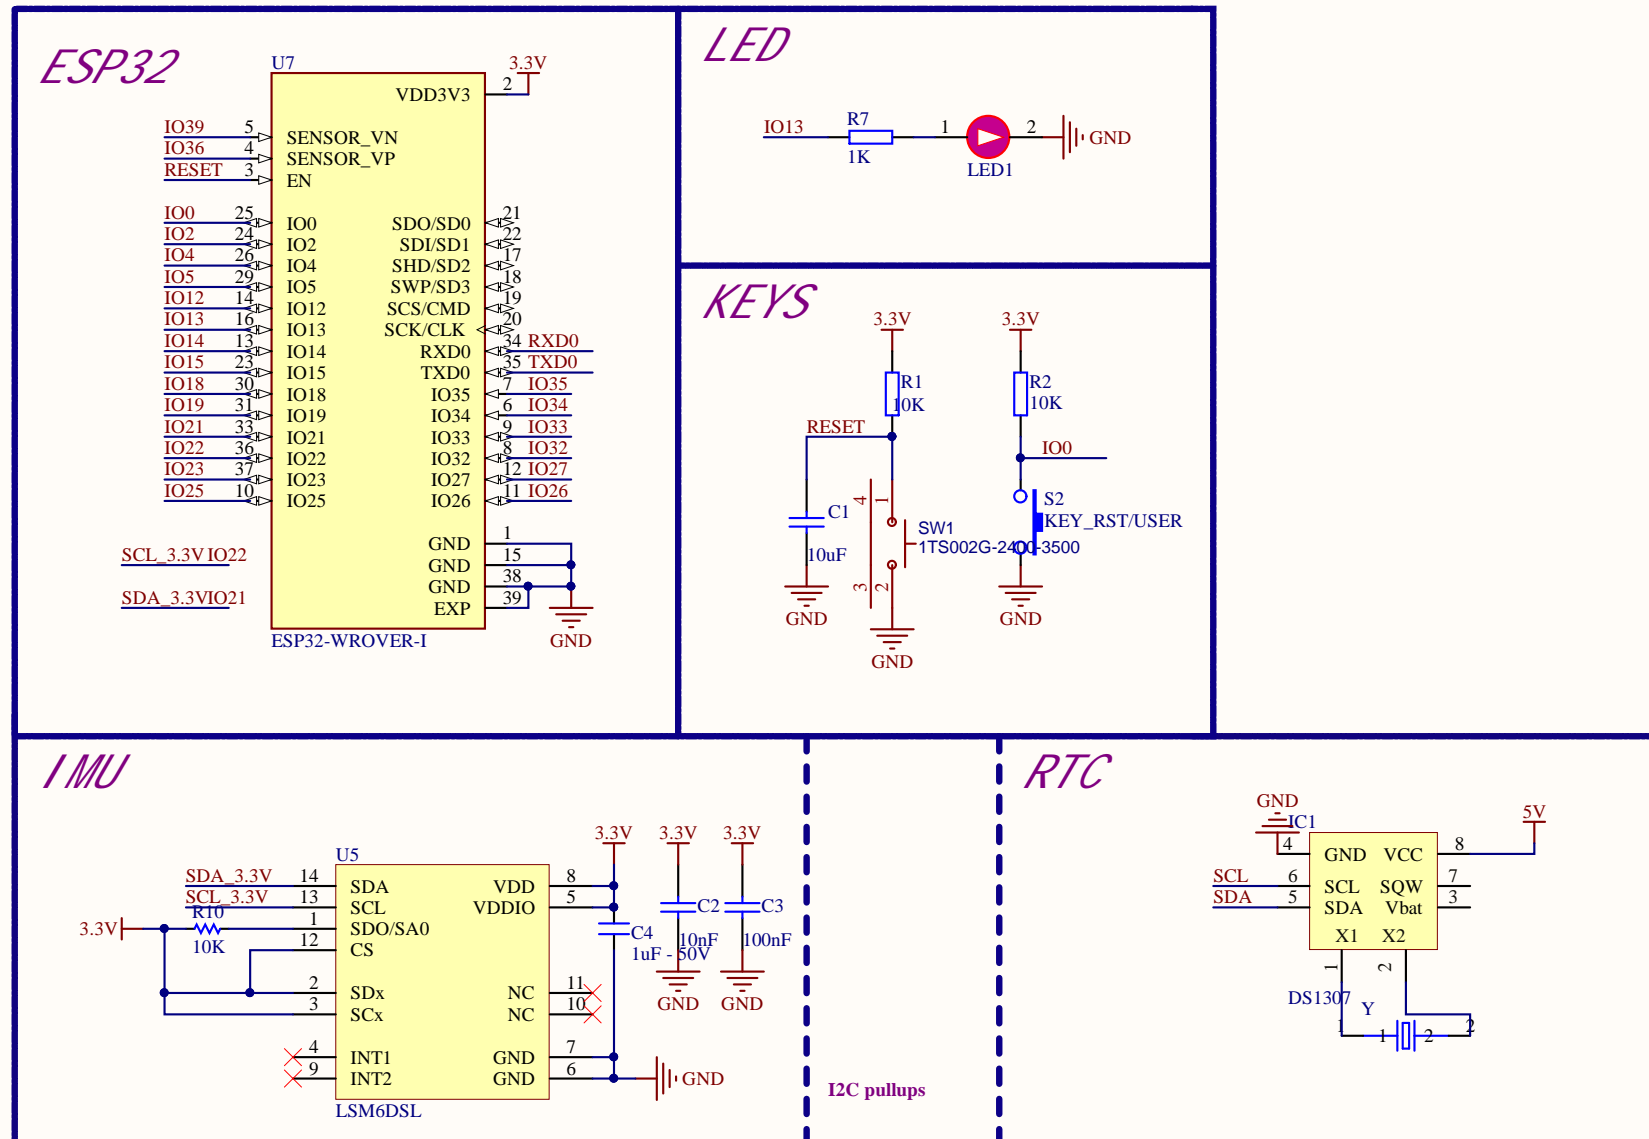 ESP32
U7
3.3V
2
VDD3V3
IO39 5 SENSOR_VN
IO36 4 SENSOR_VP
RESET 3 EN
IO0 25 IO0 SDO/SD0 21
IO2 24 IO2 SDI/SD1 22
IO4 26 IO4 SHD/SD2 17
IO5 29 IO5 SWP/SD3 18
IO12 14 IO12 SCS/CMD 19
IO13 16 IO13 SCK/CLK 20
IO14 13 IO14 RXD0 34 RXD0
IO15 23 IO15 TXD0 35 TXD0
IO18 30 IO18 IO35 7 IO35
IO19 31 IO19 IO34 6 IO34
IO21 33 IO21 IO33 9 IO33
IO22 36 IO22 IO32 8 IO32
IO23 37 IO23 IO27 12 IO27
IO25 10 IO25 IO26 11 IO26
GND 1
SCL_3.3V IO22 GND 15
GND 38
SDA_3.3V IO21 EXP 39
ESP32-WROVER-I
GND
LED
IO13 R7 1 2 GND
1K
LED1
KEYS
3.3V 3.3V
R1 R2
10K 10K
RESET
IO0
4 1
C1
10uF
SW1
1TS002G-2400-3500
S2
KEY_RST/USER
3 2
GND GND
GND
IMU
U5
3.3V 3.3V 3.3V
SDA_3.3V 14 SDA VDD 8
SCL_3.3V 13 SCL VDDIO 5
3.3V R10 1 SDO/SA0
10K 12 CS
C4
1uF - 50V
C2
10nF
C3
100nF
GND GND
2 SDx NC 11
3 SCx NC 10
4 INT1 GND 7
9 INT2 GND 6 GND
LSM6DSL
I2C pullups
RTC
GND
IC1
5V
4 GND VCC 8
SCL 6 SCL SQW 7
SDA 5 SDA Vbat 3
X1 X2
1 2
DS1307
Y
1 1 2 2